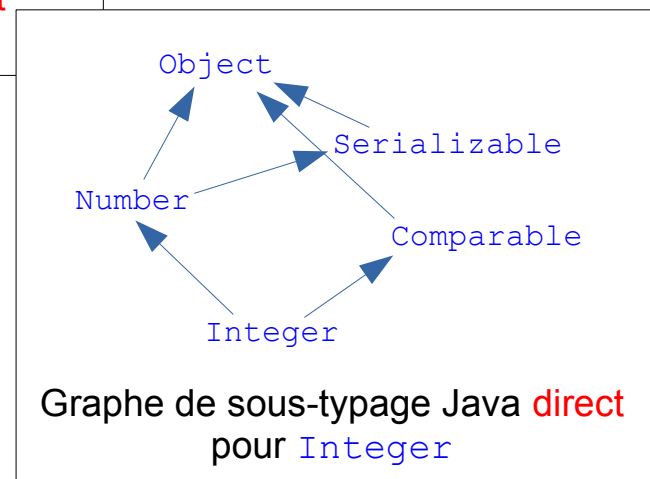 Object
Serializable
Number
Comparable
Integer
Graphe de sous-typage Java direct
pour Integer